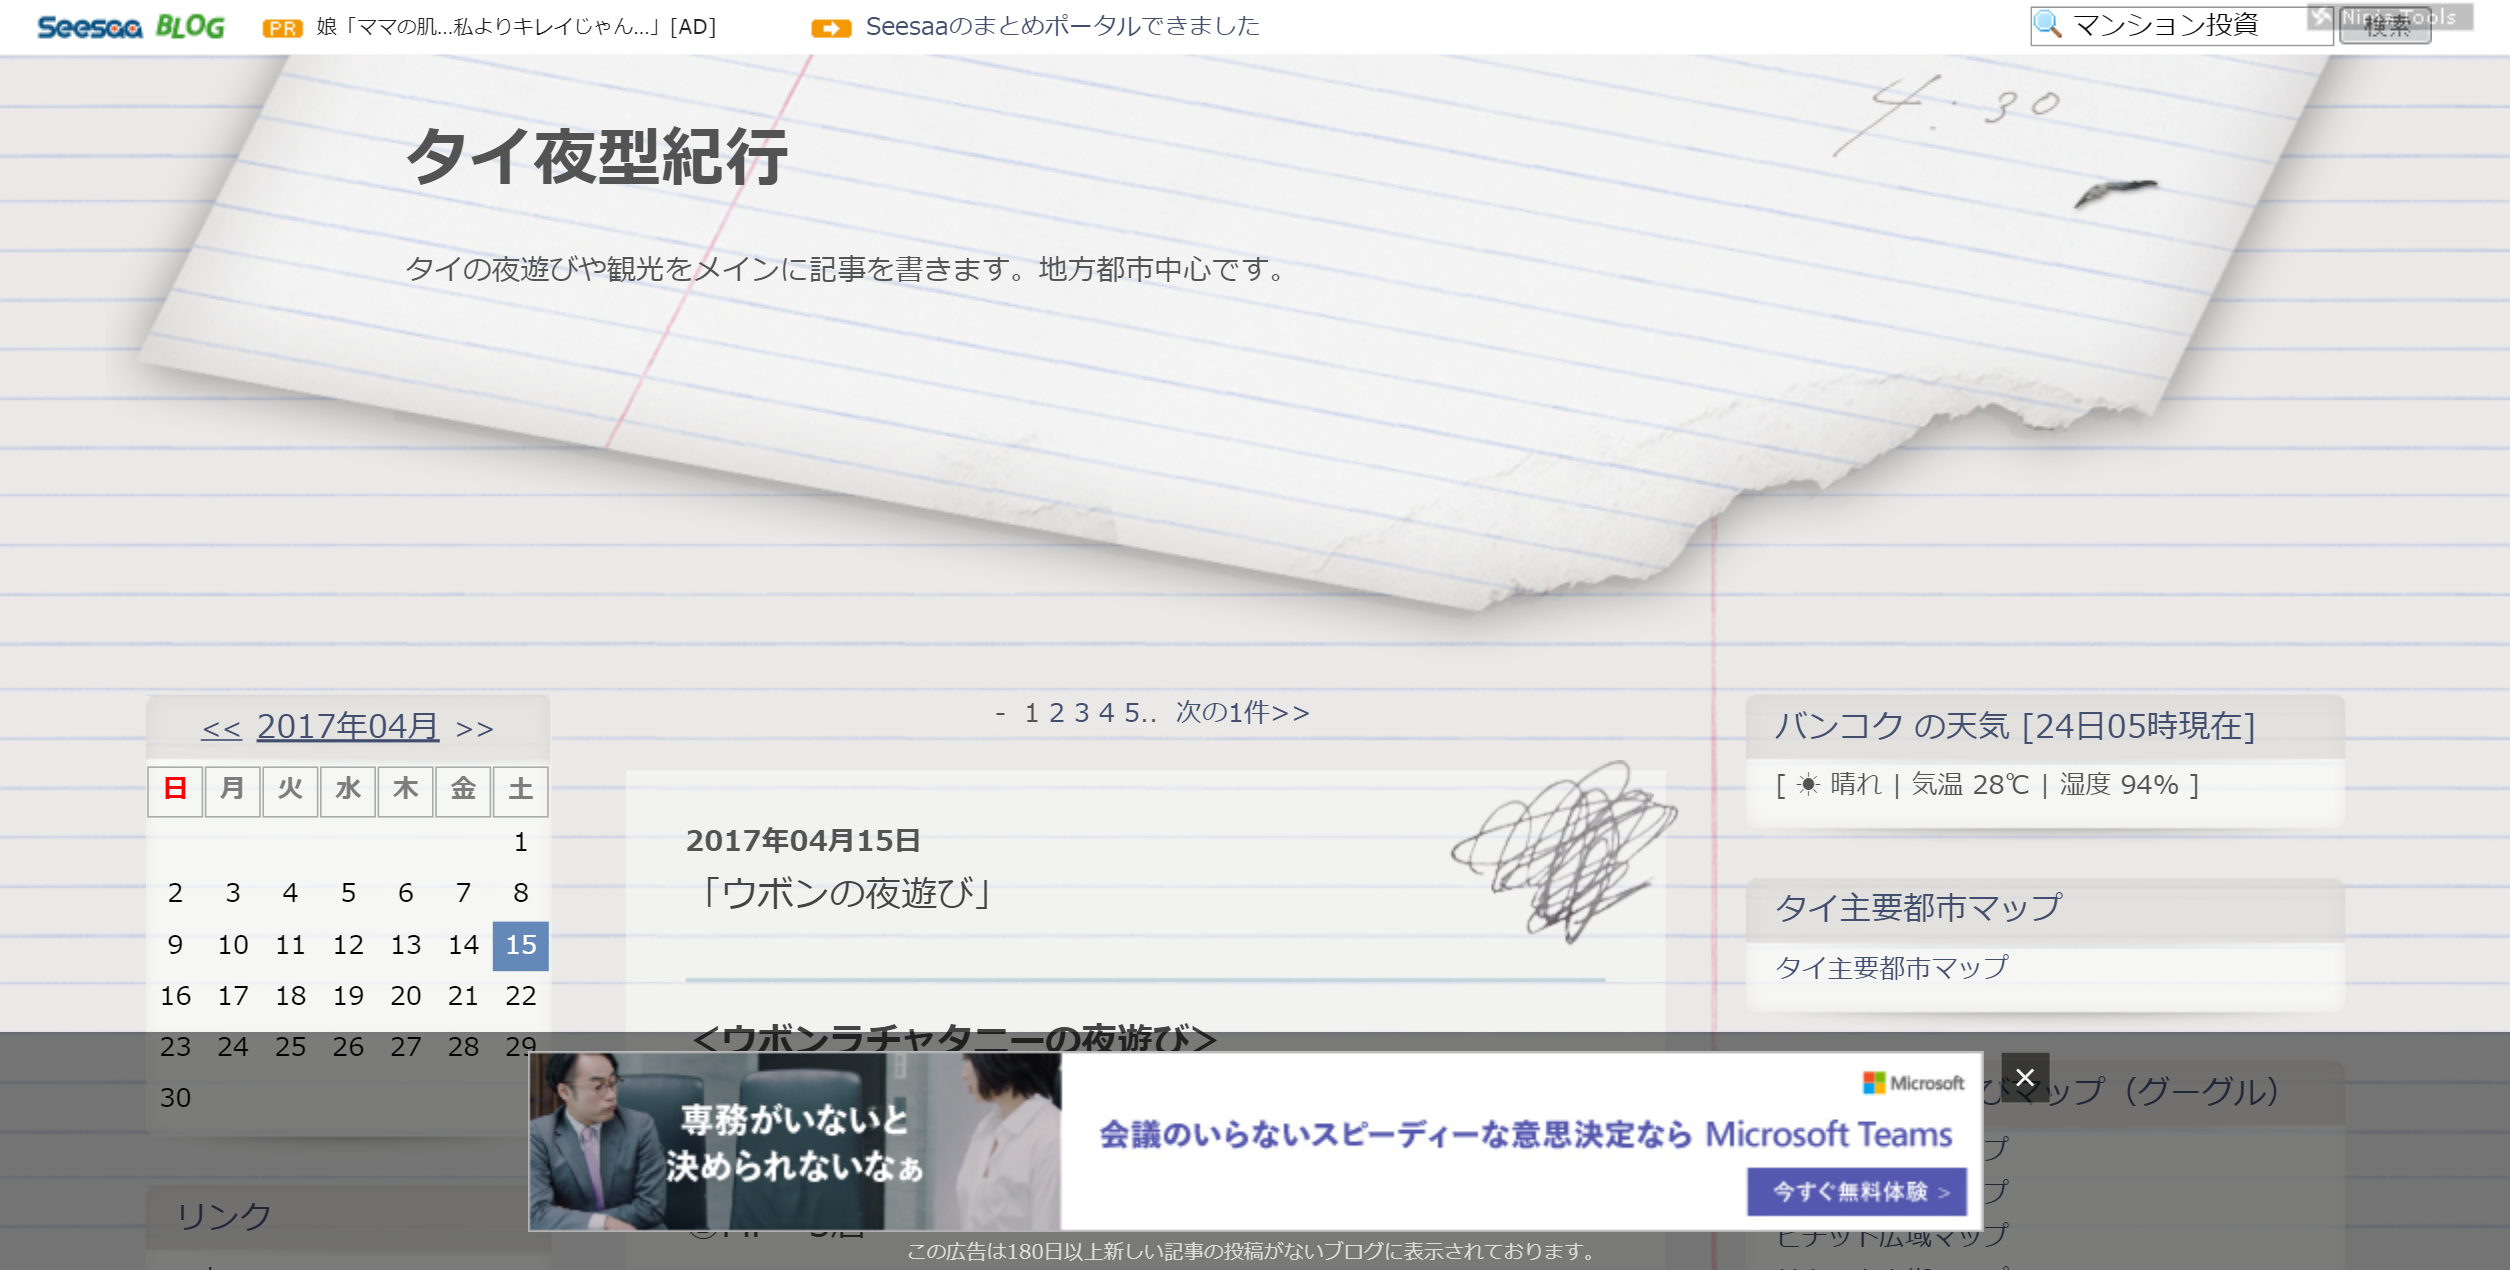 Seesaa BLOG
PR 娘「ママの肌...私よりキレイじゃん...」[AD]
Seesaaのまとめポータルできました
マンション投資
検索
Ninja Tools
4:30
タイ夜型紀行
タイの夜遊びや観光をメインに記事を書きます。地方都市中心です。
<< 2017年04月 >>
日 月 火 水 木 金 土
1
2 3 4 5 6 7 8
9 10 11 12 13 14 15
16 17 18 19 20 21 22
23 24 25 26 27 28 29
30
リンク
- 1 2 3 4 5.. 次の1件>>
2017年04月15日
「ウボンの夜遊び」
<ウボンラチャタニーの夜遊び>
バンコク の天気 [24日05時現在]
[ ☀ 晴れ | 気温 28℃ | 湿度 94% ]
タイ主要都市マップ
タイ主要都市マップ
びマップ（グーグル）
プ
プ
ピチット広域マップ
専務がいないと
決められないなぁ
Microsoft
会議のいらないスピーディーな意思決定なら Microsoft Teams
今すぐ無料体験 >
この広告は180日以上新しい記事の投稿がないブログに表示されております。